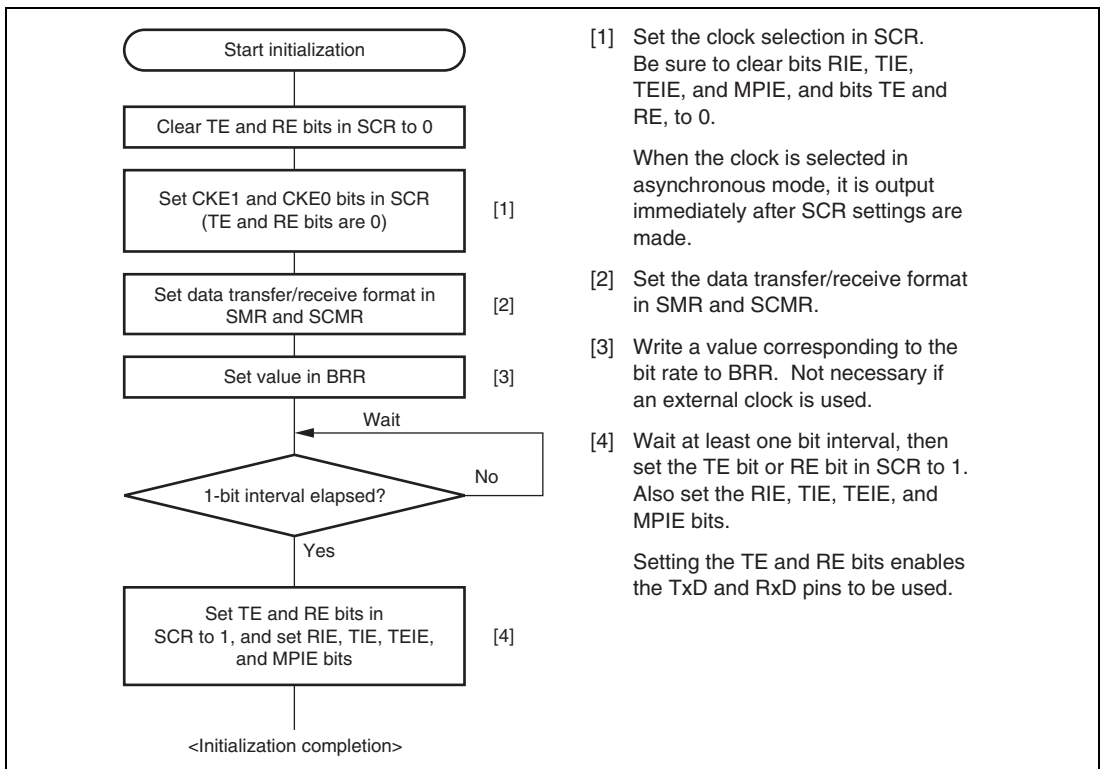 Start initialization
Clear TE and RE bits in SCR to 0
Set CKE1 and CKE0 bits in SCR
(TE and RE bits are 0)
[1]
Set data transfer/receive format in
SMR and SCMR
[2]
Set value in BRR
[3]
Wait
1-bit interval elapsed?
No
Yes
Set TE and RE bits in
SCR to 1, and set RIE, TIE, TEIE,
and MPIE bits
[4]
<Initialization completion>
[1] Set the clock selection in SCR.
Be sure to clear bits RIE, TIE,
TEIE, and MPIE, and bits TE and
RE, to 0.
When the clock is selected in
asynchronous mode, it is output
immediately after SCR settings are
made.
[2] Set the data transfer/receive format
in SMR and SCMR.
[3] Write a value corresponding to the
bit rate to BRR.  Not necessary if
an external clock is used.
[4] Wait at least one bit interval, then
set the TE bit or RE bit in SCR to 1.
Also set the RIE, TIE, TEIE, and
MPIE bits.
Setting the TE and RE bits enables
the TxD and RxD pins to be used.